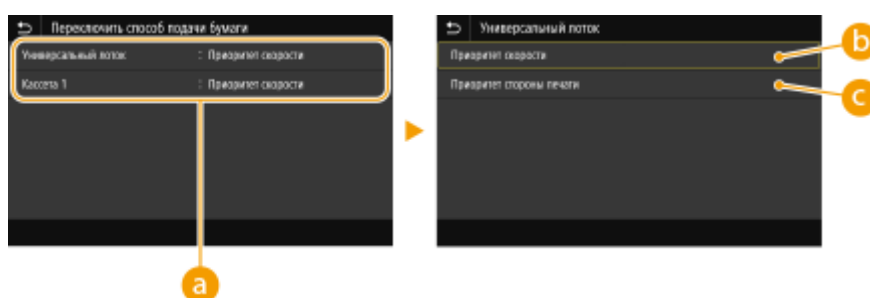 Переключить способ подачи бумаги
Универсальный лоток : Приоритет скорости
Кассета 1 : Приоритет скорости
a
Универсальный лоток
Приоритет скорости
b
Приоритет стороны печати
c